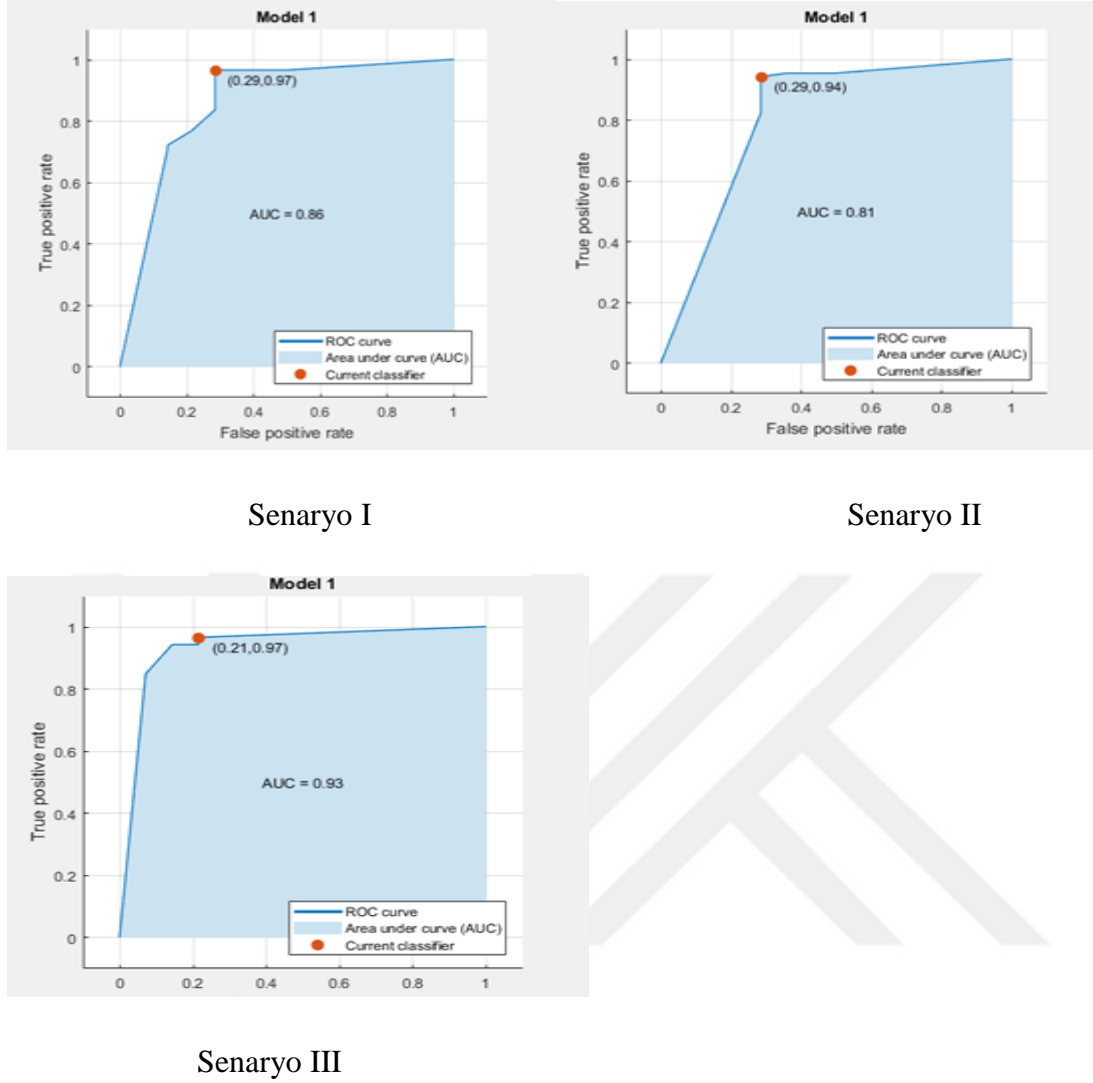 Model 1
1
0.8
0.6
0.4
0.2
0
True positive rate
(0.29,0.97)
AUC = 0.86
ROC curve
Area under curve (AUC)
Current classifier
0 0.2 0.4 0.6 0.8 1
False positive rate
Model 1
1
0.8
0.6
0.4
0.2
0
True positive rate
(0.29,0.94)
AUC = 0.81
ROC curve
Area under curve (AUC)
Current classifier
0 0.2 0.4 0.6 0.8 1
False positive rate
Senaryo I
Senaryo II
Model 1
1
0.8
0.6
0.4
0.2
0
True positive rate
(0.21,0.97)
AUC = 0.93
ROC curve
Area under curve (AUC)
Current classifier
0 0.2 0.4 0.6 0.8 1
Senaryo III